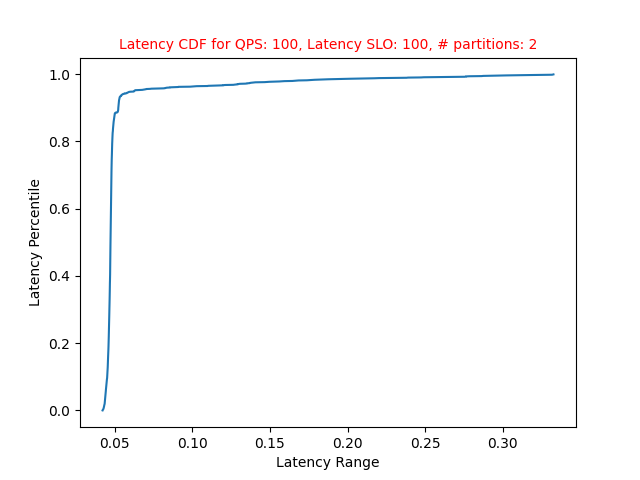 Latency CDF for QPS: 100, Latency SLO: 100, # partitions: 2
1.0
0.8
0.6
0.4
0.2
0.0
Latency Percentile
0.05 0.10 0.15 0.20 0.25 0.30
Latency Range